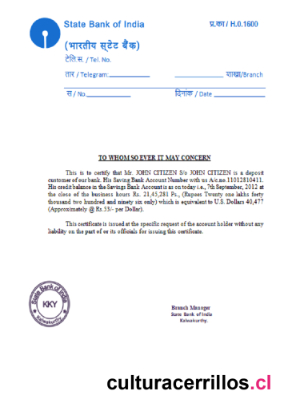 State Bank of India
प्र.का / H.0.1600
(भारतीय स्टेट बैंक)
टेलि स. / Tel. No.
तार / Telegram: शाखा/Branch
स / No. दिनांक / Date
TO WHOM SO EVER IT MAY CONCERN
This is to certify that Mr. JOHN CITIZEN S/o JOHN CITIZEN is a deposit
customer of our bank. His Saving Bank Account Number with us A/c.no 11012810411.
His credit balance in the Savings Bank Account is as on today i.e., 7th September, 2012 at
the close of the business hours Rs. 21,45,281 Ps., (Rupees Twenty one lakhs forty
thousand two hundred and ninety six only) which is equivalent to U.S. Dollars 40,477
(Approximately @ Rs.53/- per Dollar).
This certificate is issued at the specific request of the account holder without any
liability on the part of or its officials for issuing this certificate.
State Bank of India
KKY
Kalwakurthy.
Branch Manager
State Bank of India
Kalwakurthy.
culturacerrillos.cl